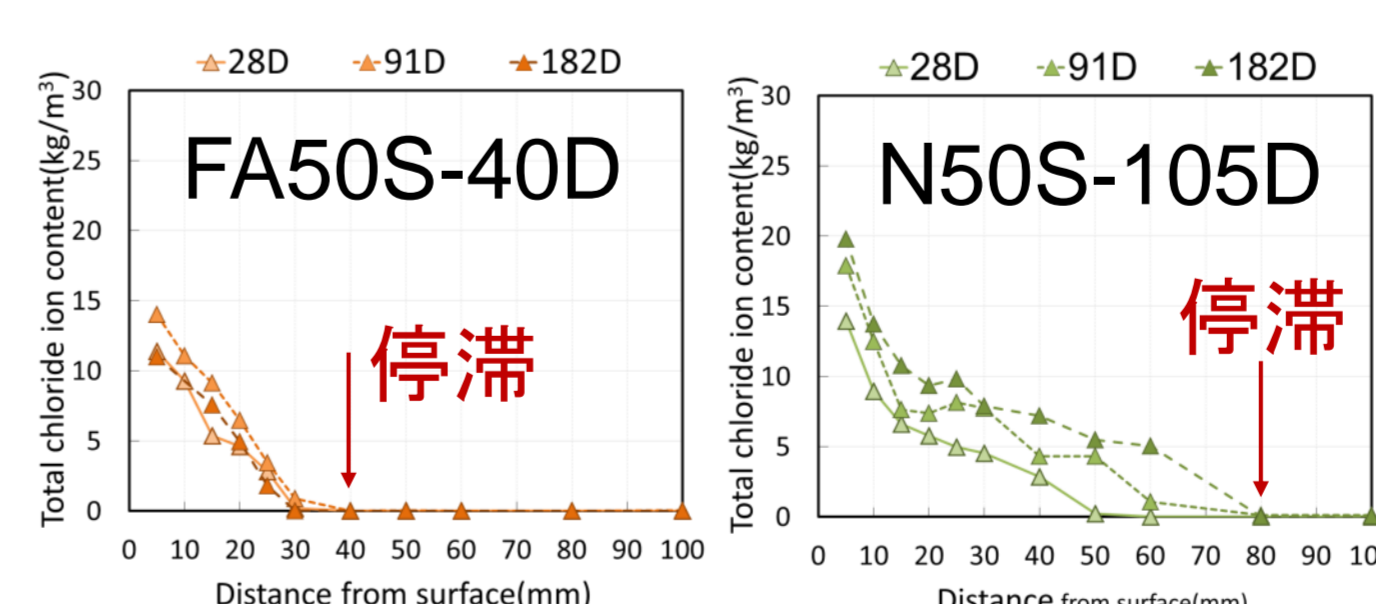 28D 91D 182D
Total chloride ion content(kg/m³)
30
25
20
15
10
5
0
FA50S-40D
停滞
0 10 20 30 40 50 60 70 80 90 100
Distance from surface(mm)
28D 91D 182D
Total chloride ion content(kg/m³)
30
25
20
15
10
5
0
N50S-105D
停滞
0 10 20 30 40 50 60 70 80 90 10
Distance from surface(mm)